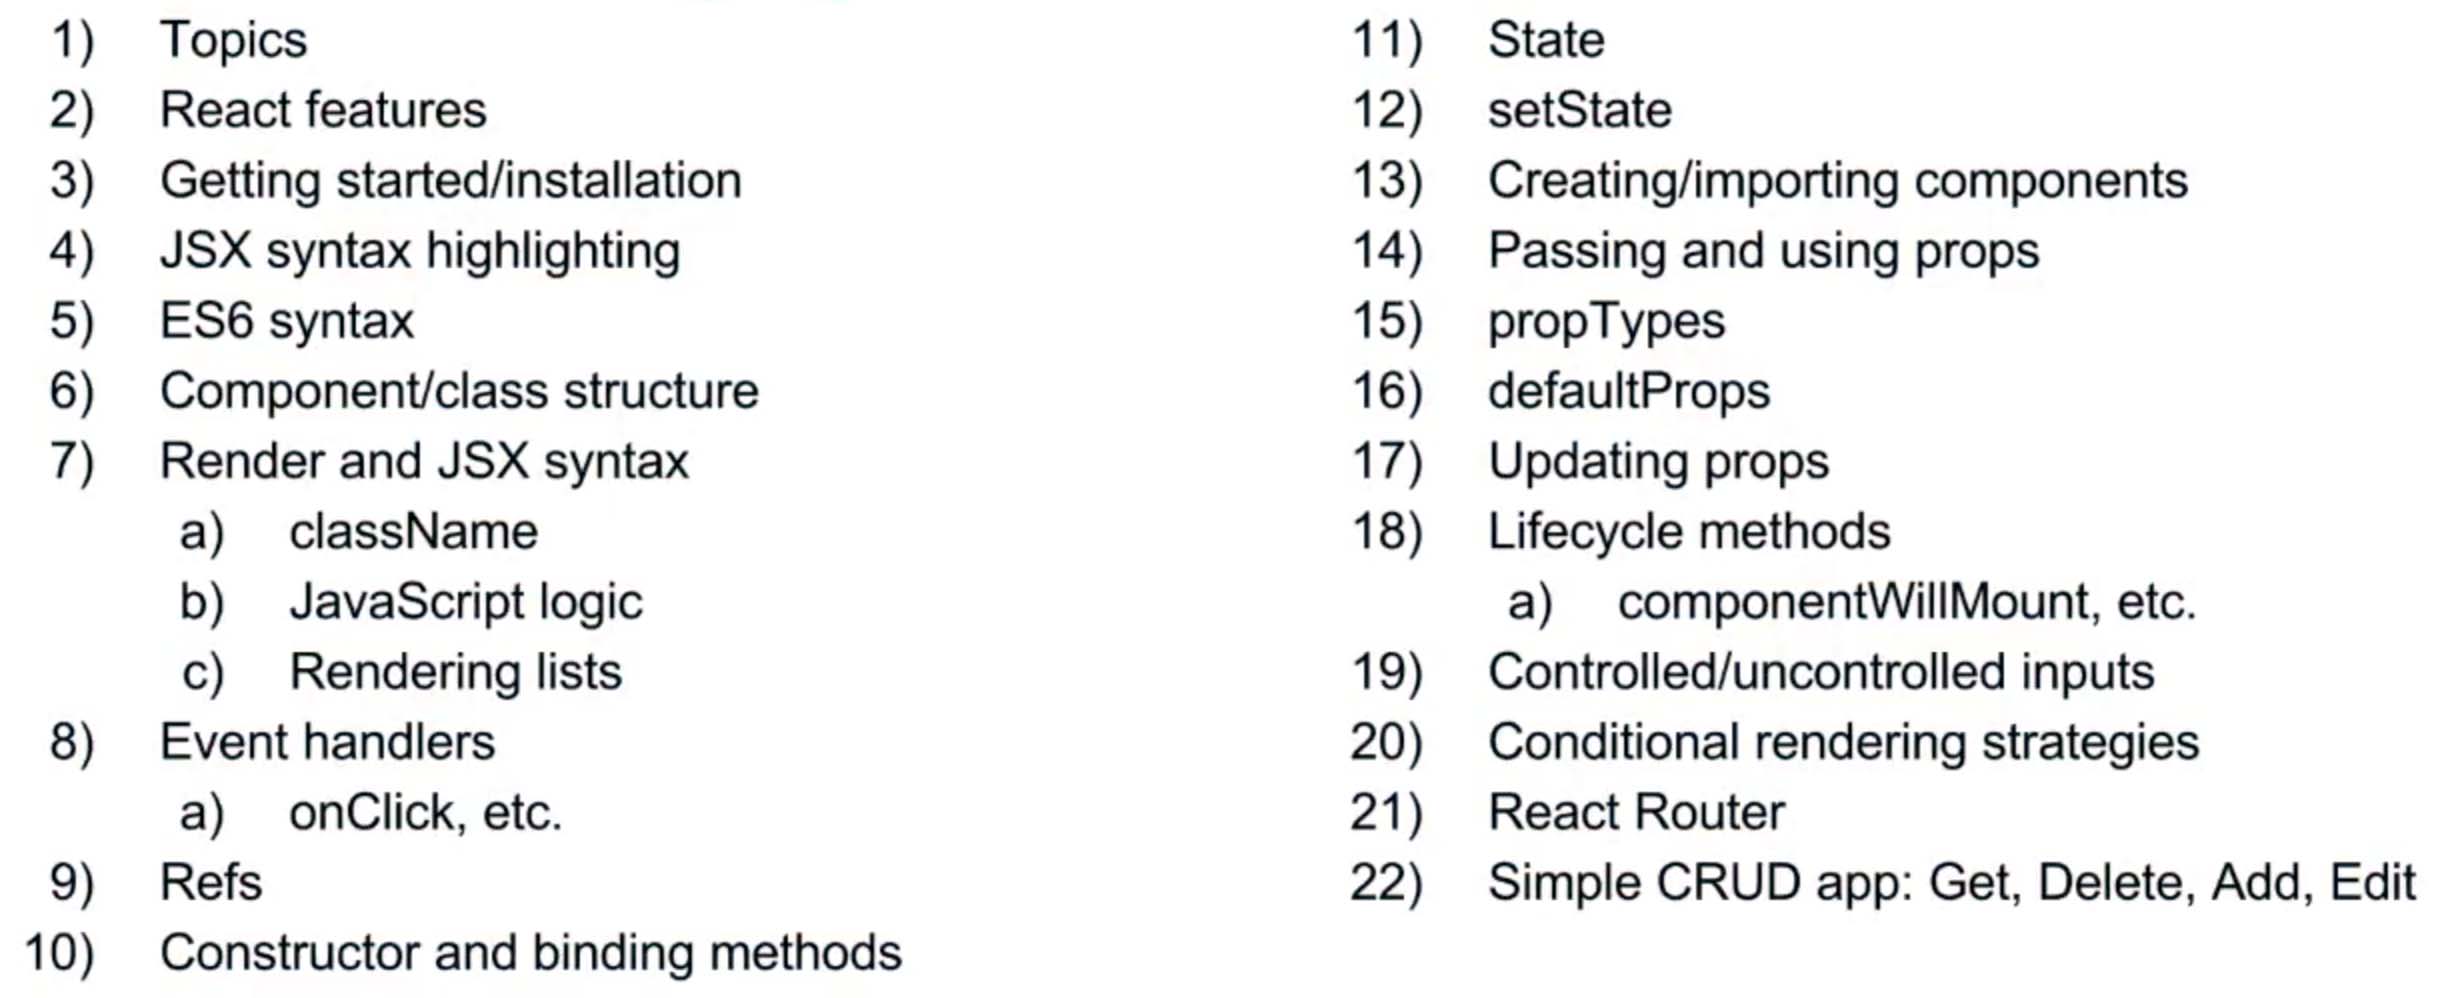 1) Topics
2) React features
3) Getting started/installation
4) JSX syntax highlighting
5) ES6 syntax
6) Component/class structure
7) Render and JSX syntax
a) className
b) JavaScript logic
c) Rendering lists
8) Event handlers
a) onClick, etc.
9) Refs
10) Constructor and binding methods
11) State
12) setState
13) Creating/importing components
14) Passing and using props
15) propTypes
16) defaultProps
17) Updating props
18) Lifecycle methods
a) componentWillMount, etc.
19) Controlled/uncontrolled inputs
20) Conditional rendering strategies
21) React Router
22) Simple CRUD app: Get, Delete, Add, Edit